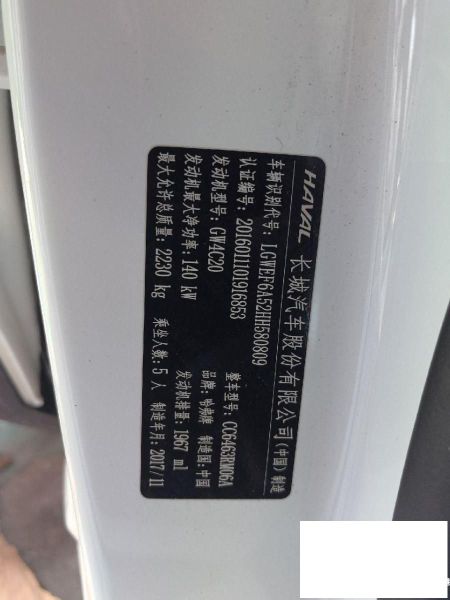 HAVAL 长城汽车股份有限公司(中国)制造
车辆识别代号: LGWEF6A52HH580809
认证编号: 2016011101916853 整车型号: CC6463RM06A
发动机型号: GW4C20 品牌: 哈弗牌 制造国: 中国
发动机最大净功率: 140 kW 发动机排量: 1967 ml
最大允许总质量: 2230 kg 乘坐人数: 5 人 制造年月: 2017/11